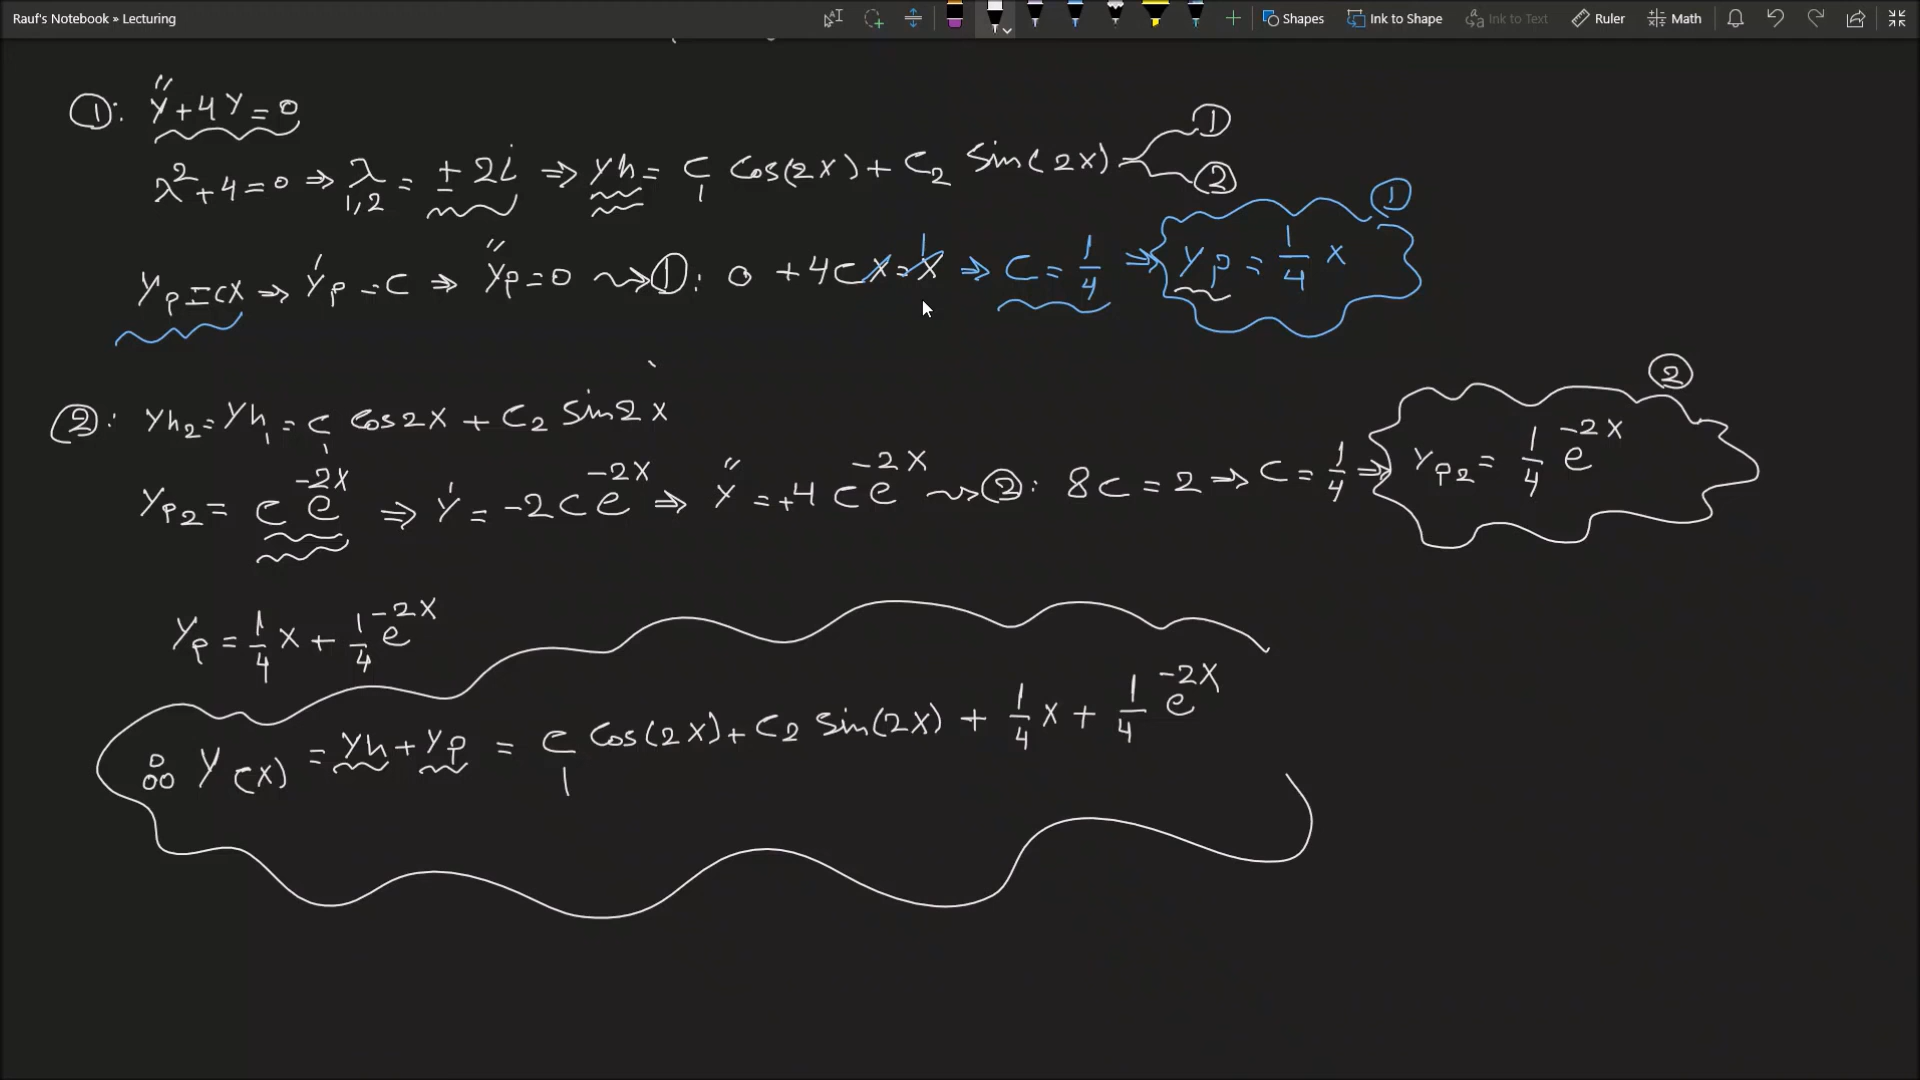 Rauf's Notebook » Lecturing
Shapes Ink to Shape Ink to Text Ruler Math
①: y'' + 4y = 0
λ² + 4 = 0 ⇒ λ₁,₂ = ± 2i ⇒ yh = C₁ Cos(2x) + C₂ Sin(2x) ① ②
yp = cx ⇒ y'p = c ⇒ y''p = 0 ⇝ ①: 0 + 4cx = x 1 ⇒ C = 1/4 ⇒ yp = 1/4 x ①
②: yh₂ = yh₁ = C₁ Cos2x + C₂ Sin2x
yp₂ = c e^-2x ⇒ y' = -2c e^-2x ⇒ y'' = +4 c e^-2x ⇝ ②: 8c = 2 ⇒ C = 1/4 ⇒ yp₂ = 1/4 e^-2x ②
yp = 1/4 x + 1/4 e^-2x
∴ y(x) = yh + yp = C₁ Cos(2x) + C₂ Sin(2x) + 1/4 x + 1/4 e^-2x